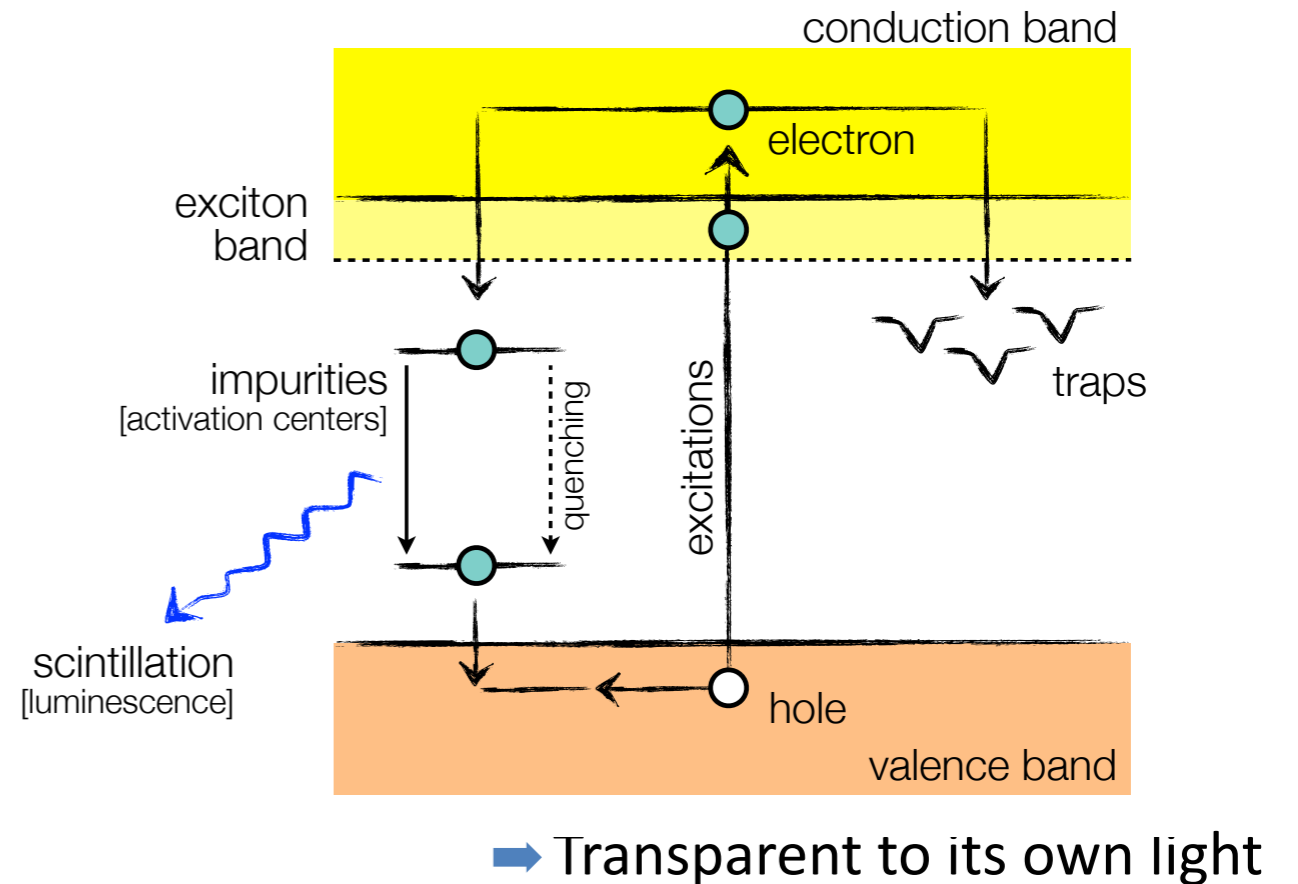 conduction band
electron
exciton
band
impurities
[activation centers]
quenching
excitations
traps
scintillation
[luminescence]
hole
valence band
Transparent to its own light